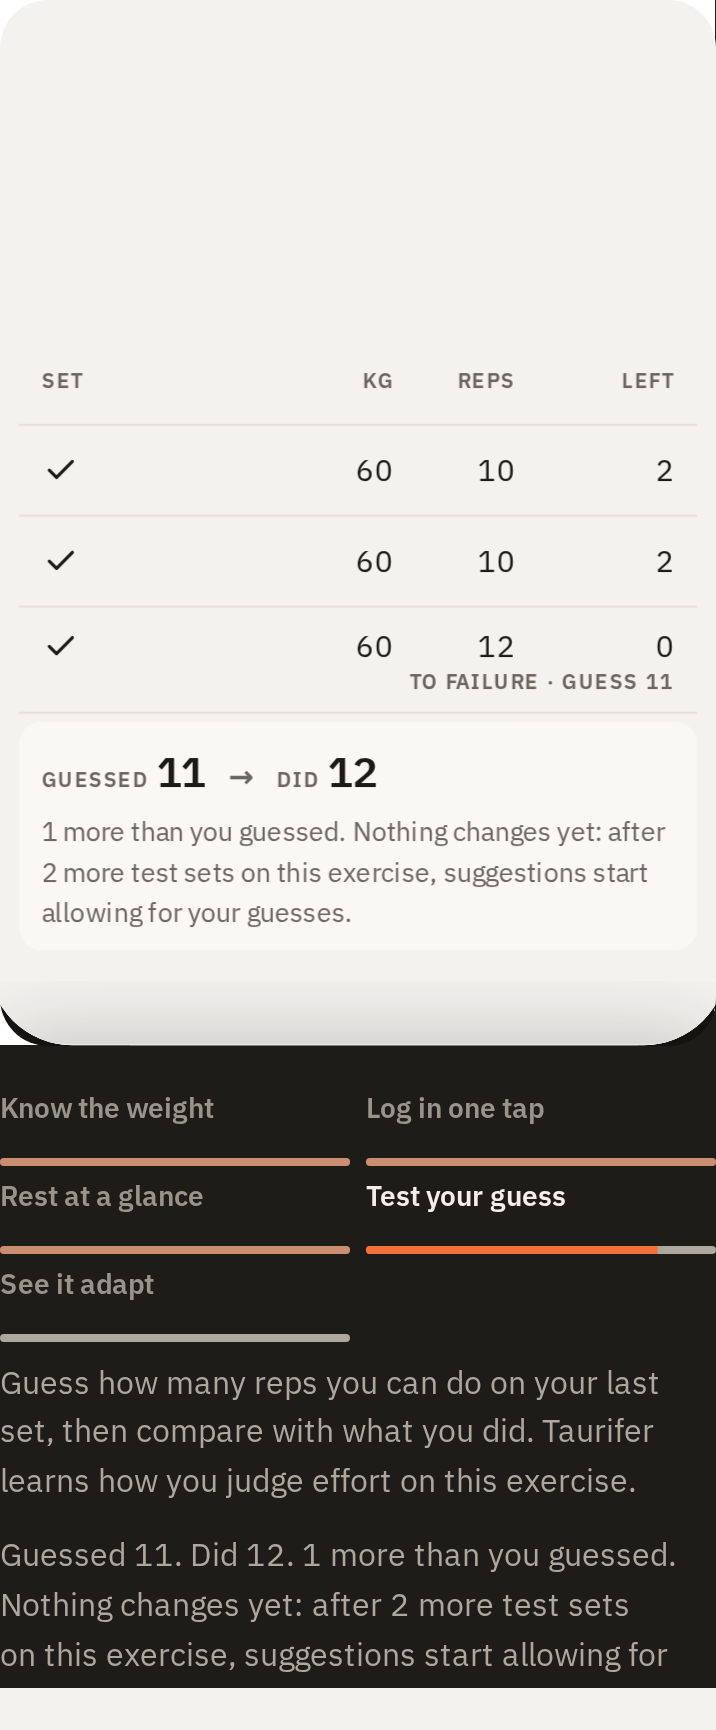 SET KG REPS LEFT
60 10 2
60 10 2
60 12 0
TO FAILURE · GUESS 11
GUESSED 11 → DID 12
1 more than you guessed. Nothing changes yet: after
2 more test sets on this exercise, suggestions start
allowing for your guesses.
Know the weight
Log in one tap
Rest at a glance
Test your guess
See it adapt
Guess how many reps you can do on your last
set, then compare with what you did. Taurifer
learns how you judge effort on this exercise.
Guessed 11. Did 12. 1 more than you guessed.
Nothing changes yet: after 2 more test sets
on this exercise, suggestions start allowing for